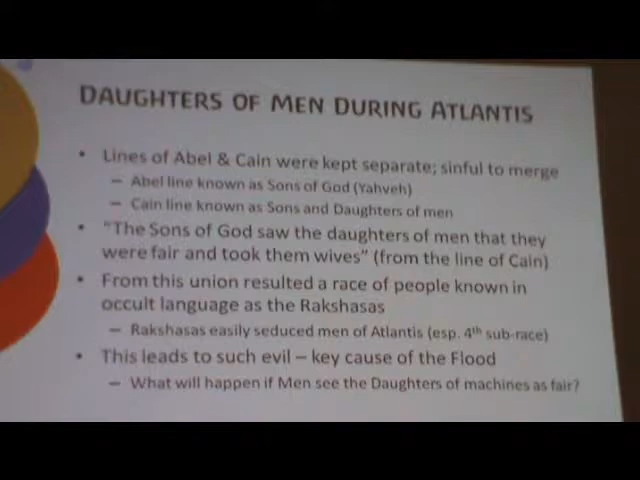 DAUGHTERS OF MEN DURING ATLANTIS
• Lines of Abel & Cain were kept separate; sinful to merge
– Abel line known as Sons of God (Yahveh)
– Cain line known as Sons and Daughters of men
• "The Sons of God saw the daughters of men that they
were fair and took them wives" (from the line of Cain)
• From this union resulted a race of people known in
occult language as the Rakshasas
– Rakshasas easily seduced men of Atlantis (esp. 4th sub-race)
• This leads to such evil – key cause of the Flood
– What will happen if Men see the Daughters of machines as fair?